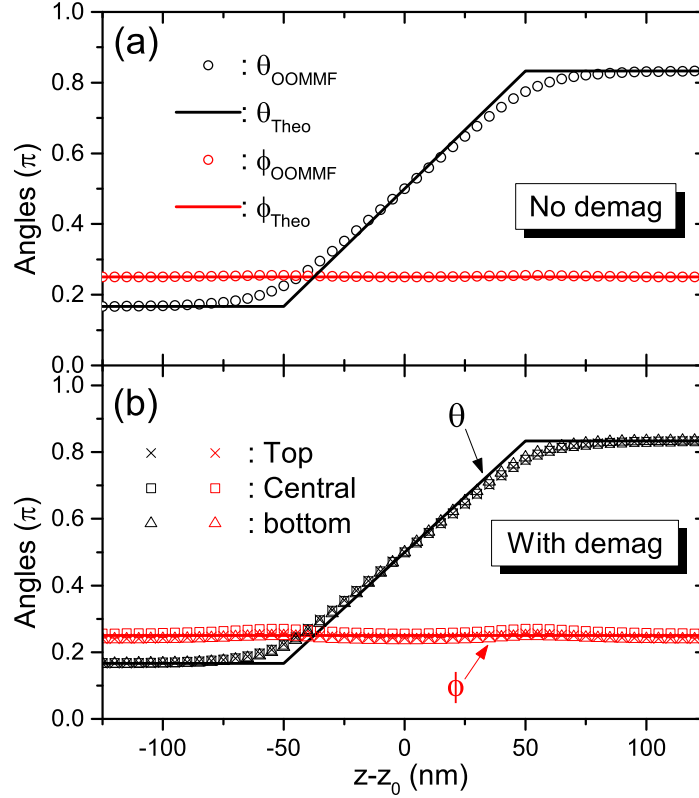 (a)
: θOOMMF
: θTheo
: ϕOOMMF
: ϕTheo
No demag
1.0
0.8
0.6
0.4
0.2
0.0
Angles (π)
(b)
θ
: Top
: Central
: bottom
With demag
ϕ
1.0
0.8
0.6
0.4
0.2
0.0
Angles (π)
-100 -50 0 50 100
z-z0 (nm)